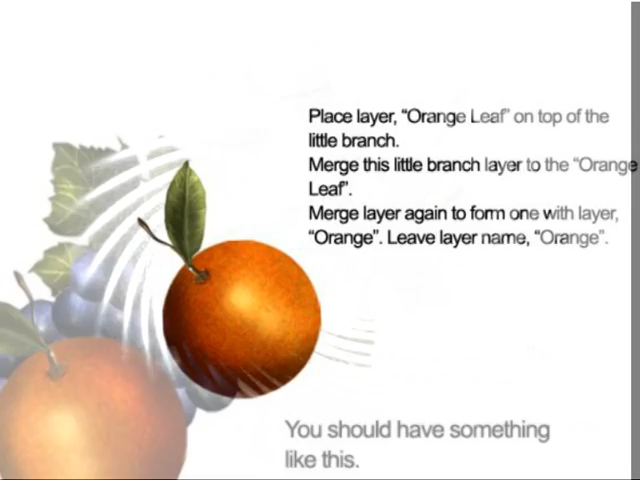 Place layer, “Orange Leaf” on top of the
little branch.
Merge this little branch layer to the “Orange
Leaf”.
Merge layer again to form one with layer,
“Orange”. Leave layer name, “Orange”.
You should have something
like this.